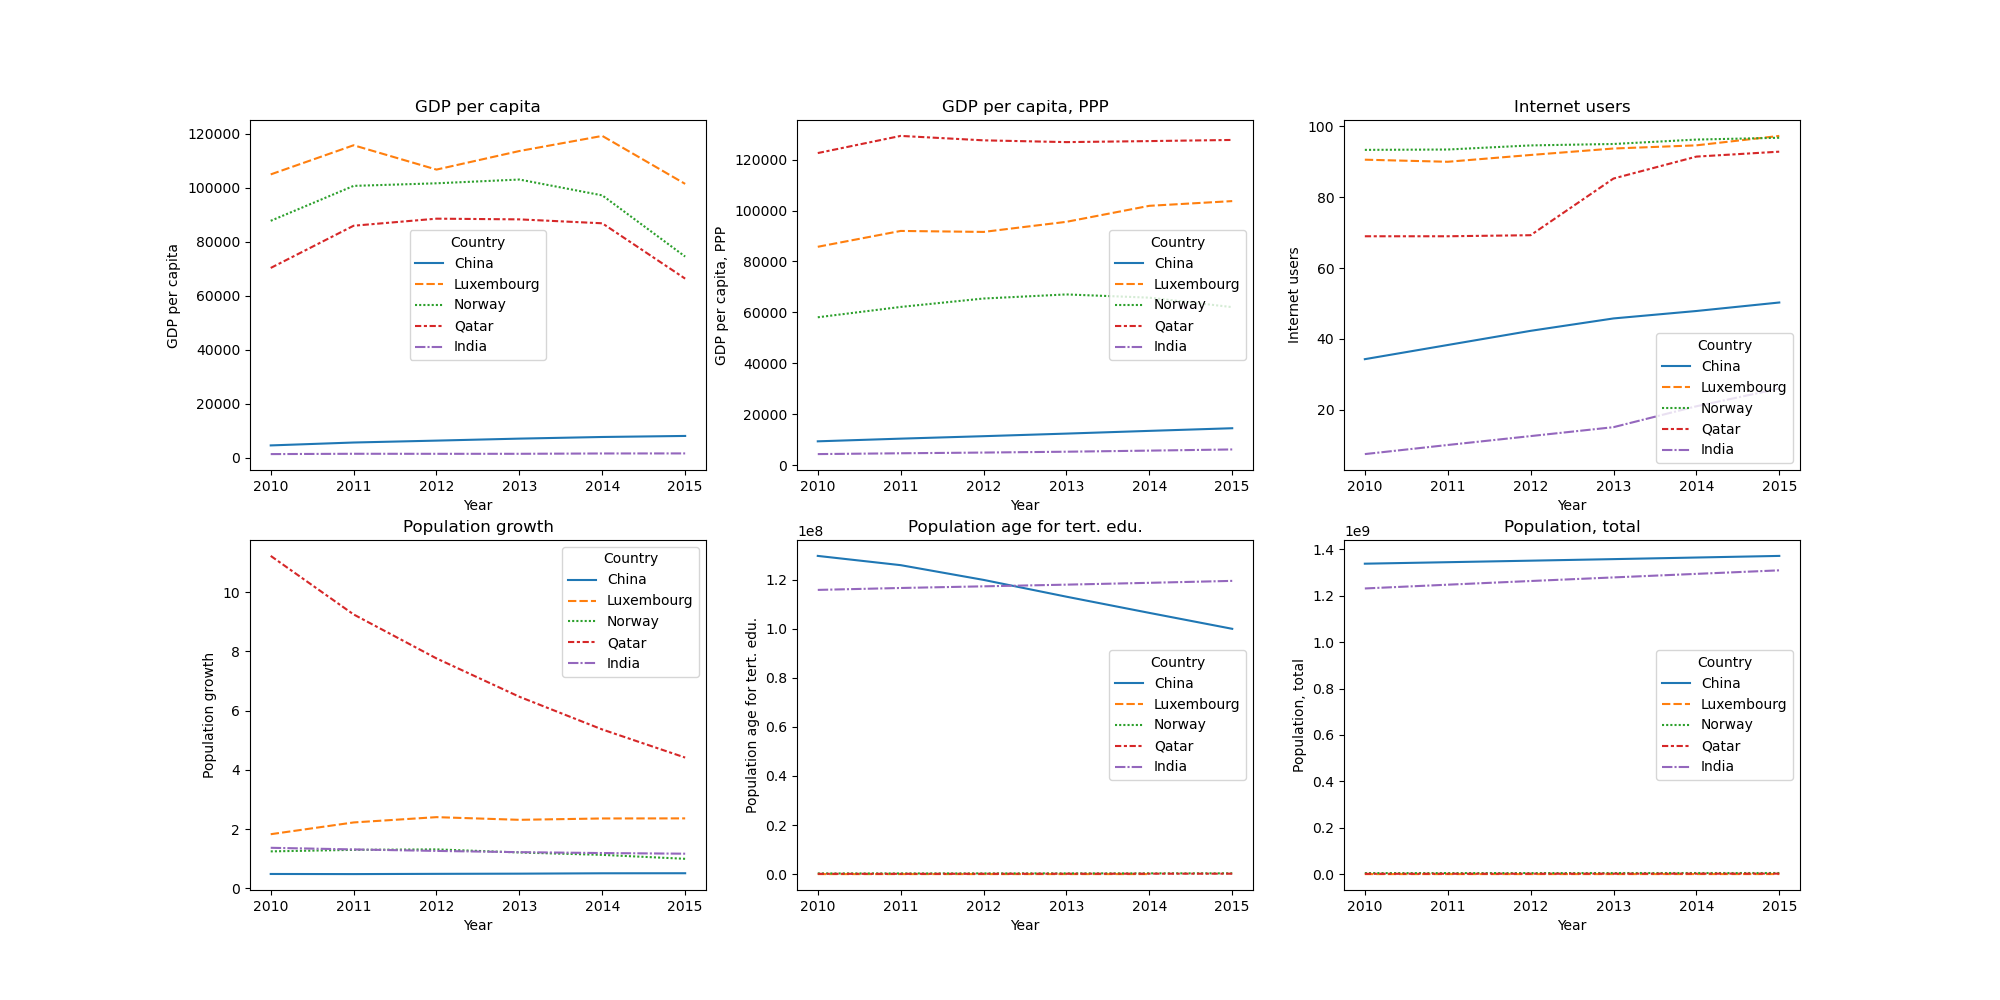 GDP per capita
GDP per capita
120000
100000
80000
60000
40000
20000
0
Country
China
Luxembourg
Norway
Qatar
India
2010 2011 2012 2013 2014 2015
Year
GDP per capita, PPP
GDP per capita, PPP
120000
100000
80000
60000
40000
20000
0
Country
China
Luxembourg
Norway
Qatar
India
2010 2011 2012 2013 2014 2015
Year
Internet users
Internet users
100
80
60
40
20
Country
China
Luxembourg
Norway
Qatar
India
2010 2011 2012 2013 2014 2015
Year
Population growth
Population growth
10
8
6
4
2
0
Country
China
Luxembourg
Norway
Qatar
India
2010 2011 2012 2013 2014 2015
Year
Population age for tert. edu.
1e8
Population age for tert. edu.
1.2
1.0
0.8
0.6
0.4
0.2
0.0
Country
China
Luxembourg
Norway
Qatar
India
2010 2011 2012 2013 2014 2015
Year
Population, total
1e9
Population, total
1.4
1.2
1.0
0.8
0.6
0.4
0.2
0.0
Country
China
Luxembourg
Norway
Qatar
India
2010 2011 2012 2013 2014 2015
Year